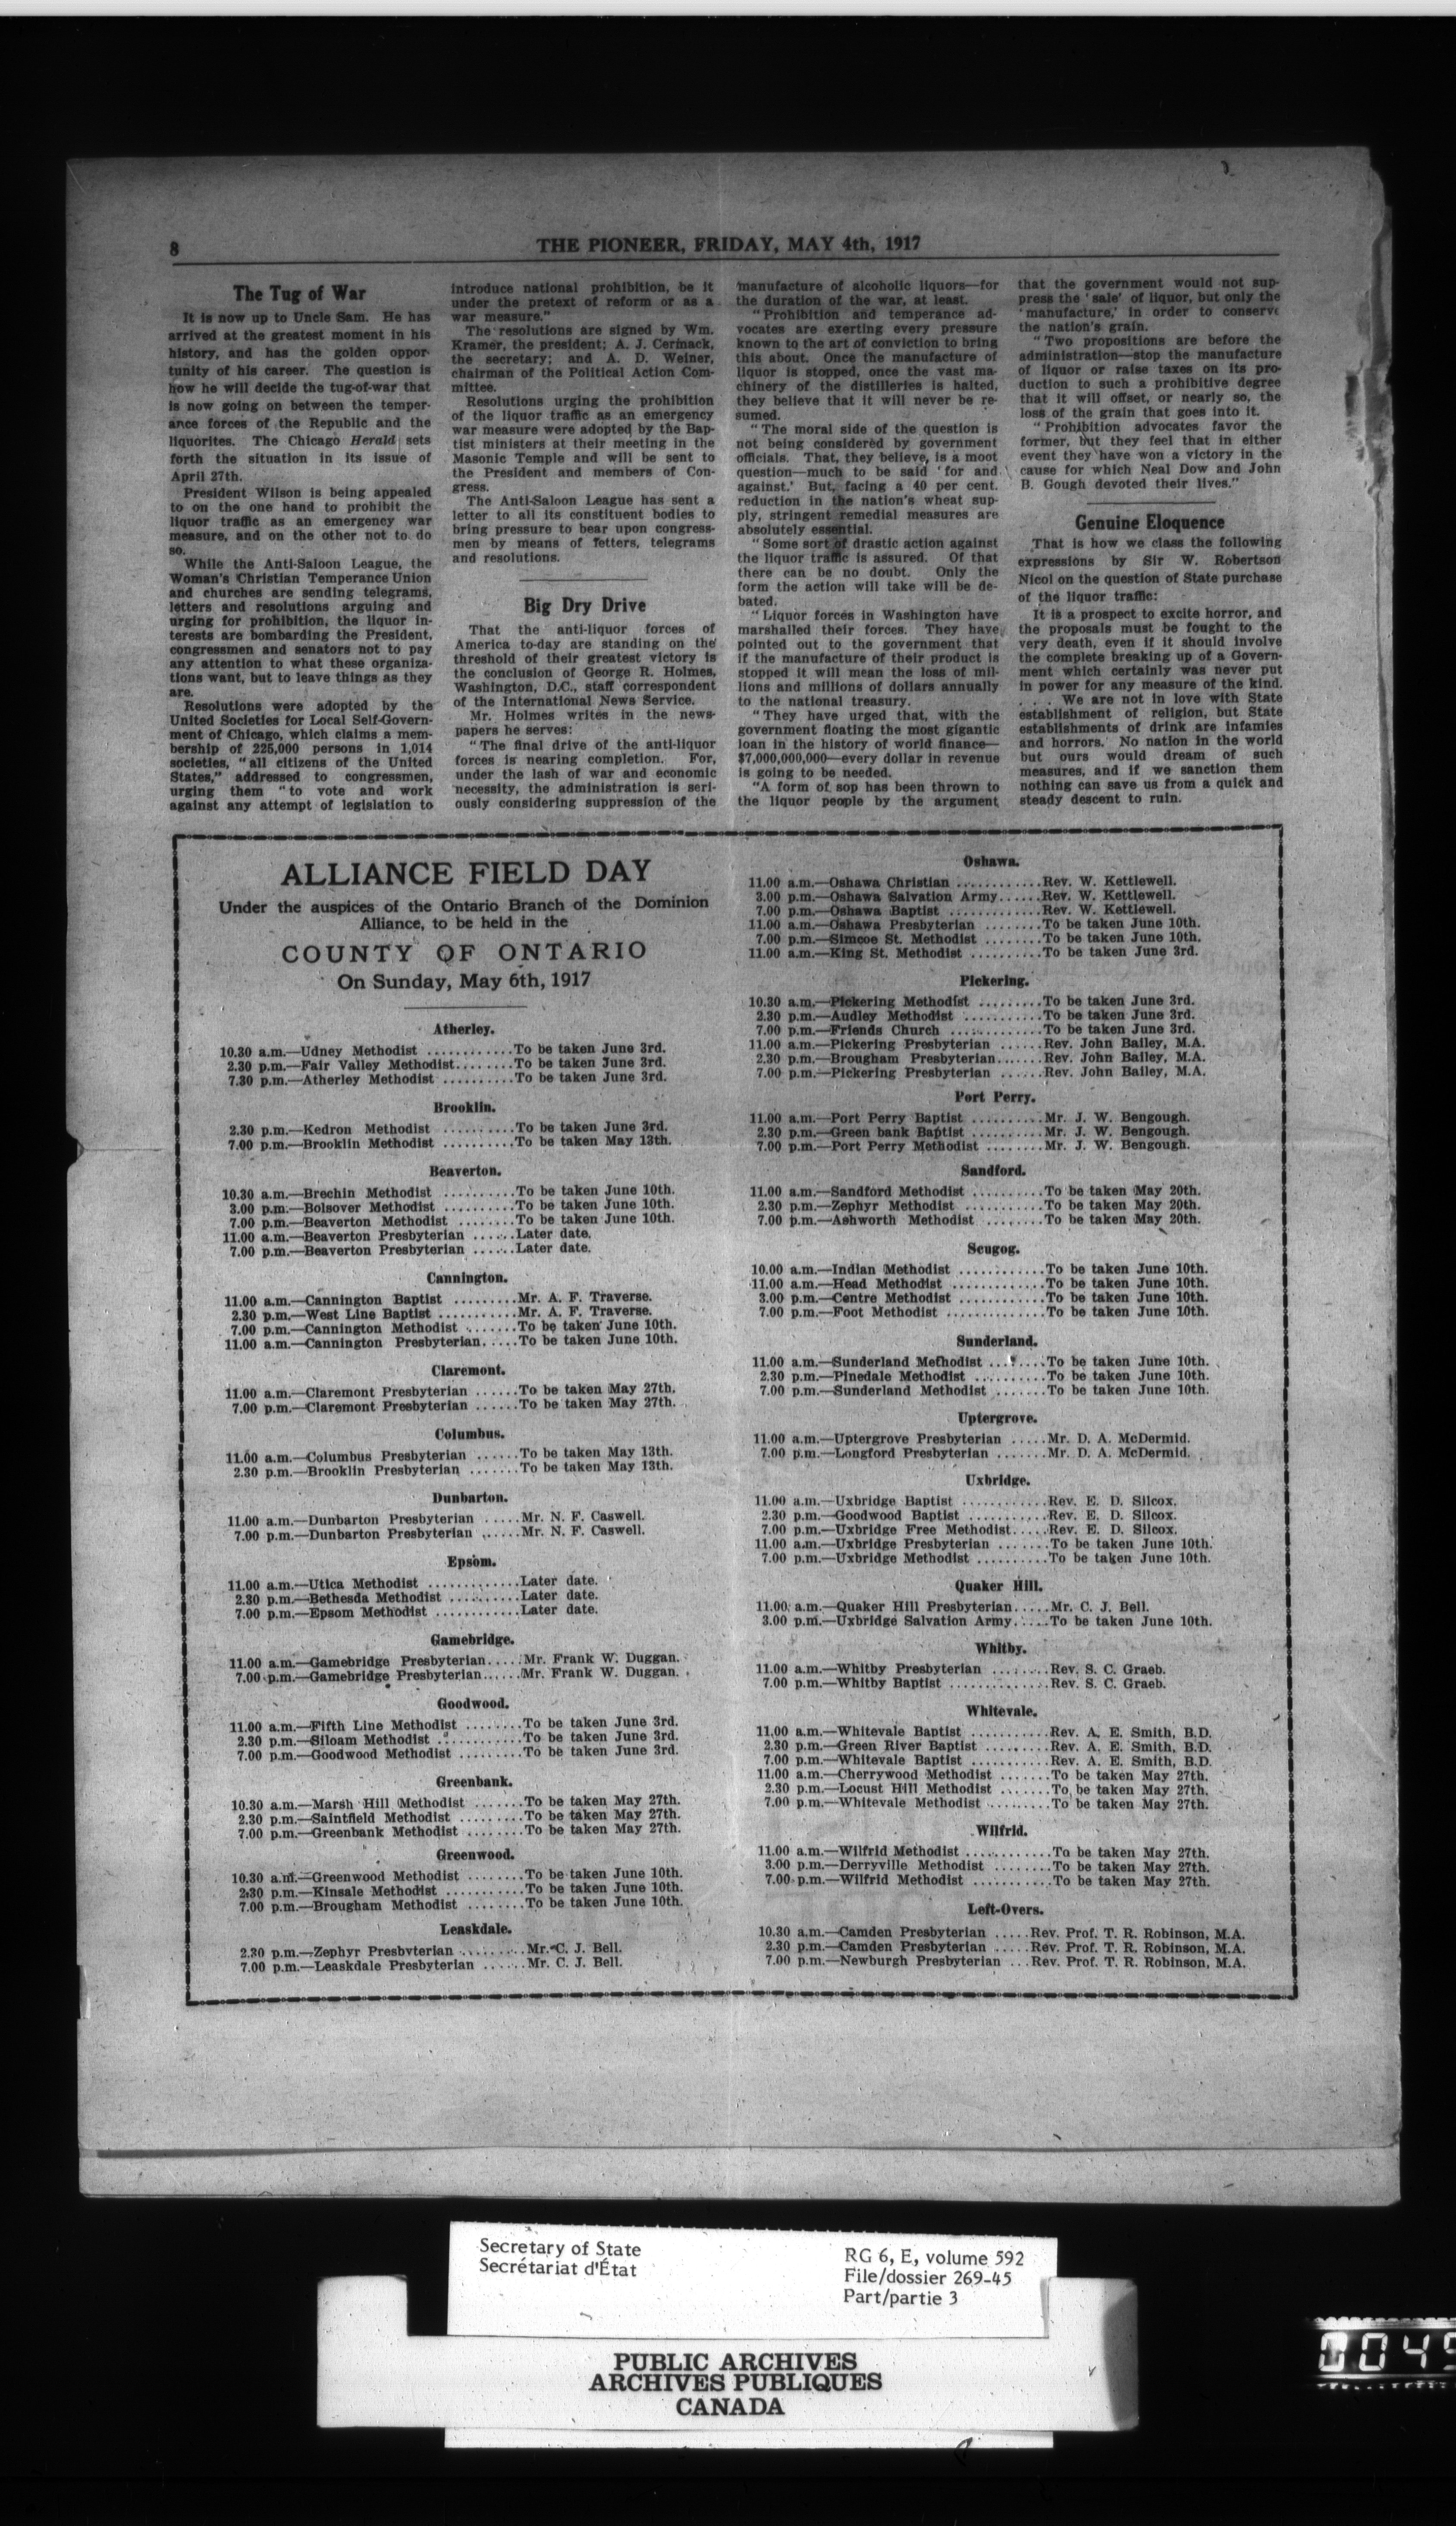 8
THE PIONEER, FRIDAY, MAY 4th, 1917
The Tug of War
It is now up to Uncle Sam. He has
arrived at the greatest moment in his
history, and has the golden oppor-
tunity of his career. The question is
how he will decide the tug-of-war that
is now going on between the temper-
ance forces of the Republic and the
liquorites. The Chicago Herald sets
forth the situation in its issue of
April 27th.
President Wilson is being appealed
to on the one hand to prohibit the
liquor traffic as an emergency war
measure, and on the other not to do
so.
While the Anti-Saloon League, the
Woman's Christian Temperance Union
and churches are sending telegrams,
letters and resolutions arguing and
urging for prohibition, the liquor in-
terests are bombarding the President,
congressmen and senators not to pay
any attention to what these organiza-
tions want, but to leave things as they
are.
Resolutions were adopted by the
United Societies for Local Self-Govern-
ment of Chicago, which claims a mem-
bership of 225,000 persons in 1,014
societies, "all citizens of the United
States," addressed to congressmen,
urging them "to vote and work
against any attempt of legislation to
introduce national prohibition, be it
under the pretext of reform or as a
war measure."
The resolutions are signed by Wm.
Kramer, the president; A. J. Cermack,
the secretary; and A. D. Weiner,
chairman of the Political Action Com-
mittee.
Resolutions urging the prohibition
of the liquor traffic as an emergency
war measure were adopted by the Bap-
tist ministers at their meeting in the
Masonic Temple and will be sent to
the President and members of Con-
gress.
The Anti-Saloon League has sent a
letter to all its constituent bodies to
bring pressure to bear upon congress-
men by means of letters, telegrams
and resolutions.
Big Dry Drive
That the anti-liquor forces of
America to-day are standing on the
threshold of their greatest victory is
the conclusion of George R. Holmes,
Washington, D.C., staff correspondent
of the International News Service.
Mr. Holmes writes in the news-
papers he serves:
"The final drive of the anti-liquor
forces is nearing completion. For,
under the lash of war and economic
necessity, the administration is seri-
ously considering suppression of the
manufacture of alcoholic liquors—for
the duration of the war, at least.
"Prohibition and temperance ad-
vocates are exerting every pressure
known to the art of conviction to bring
this about. Once the manufacture of
liquor is stopped, once the vast ma-
chinery of the distilleries is halted,
they believe that it will never be re-
sumed.
"The moral side of the question is
not being considered by government
officials. That, they believe, is a moot
question—much to be said 'for and
against.' But, facing a 40 per cent.
reduction in the nation's wheat sup-
ply, stringent remedial measures are
absolutely essential.
"Some sort of drastic action against
the liquor traffic is assured. Of that
there can be no doubt. Only the
form the action will take will be de-
bated.
"Liquor forces in Washington have
marshalled their forces. They have
pointed out to the government that
if the manufacture of their product is
stopped it will mean the loss of mil-
lions and millions of dollars annually
to the national treasury.
"They have urged that, with the
government floating the most gigantic
loan in the history of world finance—
$7,000,000,000—every dollar in revenue
is going to be needed.
"A form of sop has been thrown to
the liquor people by the argument
that the government would not sup-
press the 'sale' of liquor, but only the
'manufacture,' in order to conserve
the nation's grain.
"Two propositions are before the
administration—stop the manufacture
of liquor or raise taxes on its pro-
duction to such a prohibitive degree
that it will offset, or nearly so, the
loss of the grain that goes into it.
"Prohibition advocates favor the
former, but they feel that in either
event they have won a victory in the
cause for which Neal Dow and John
B. Gough devoted their lives."
Genuine Eloquence
That is how we class the following
expressions by Sir W. Robertson
Nicol on the question of State purchase
of the liquor traffic:
It is a prospect to excite horror, and
the proposals must be fought to the
very death, even if it should involve
the complete breaking up of a Govern-
ment which certainly was never put
in power for any measure of the kind.
. . . We are not in love with State
establishment of religion, but State
establishments of drink are infamies
and horrors. No nation in the world
but ours would dream of such
measures, and if we sanction them
nothing can save us from a quick and
steady descent to ruin.
ALLIANCE FIELD DAY
Under the auspices of the Ontario Branch of the Dominion
Alliance, to be held in the
COUNTY OF ONTARIO
On Sunday, May 6th, 1917
Atherley.
10.30 a.m.—Udney Methodist ............To be taken June 3rd.
2.30 p.m.—Fair Valley Methodist........To be taken June 3rd.
7.30 p.m.—Atherley Methodist ..........To be taken June 3rd.
Brooklin.
2.30 p.m.—Kedron Methodist ..........To be taken June 3rd.
7.00 p.m.—Brooklin Methodist ..........To be taken May 13th.
Beaverton.
10.30 a.m.—Brechin Methodist ..........To be taken June 10th.
3.00 p.m.—Bolsover Methodist ..........To be taken June 10th.
7.00 p.m.—Beaverton Methodist ........To be taken June 10th.
11.00 a.m.—Beaverton Presbyterian ......Later date.
7.00 p.m.—Beaverton Presbyterian ......Later date.
Cannington.
11.00 a.m.—Cannington Baptist .........Mr. A. F. Traverse.
2.30 p.m.—West Line Baptist ...........Mr. A. F. Traverse.
7.00 p.m.—Cannington Methodist .......To be taken June 10th.
11.00 a.m.—Cannington Presbyterian.....To be taken June 10th.
Claremont.
11.00 a.m.—Claremont Presbyterian ......To be taken May 27th.
7.00 p.m.—Claremont Presbyterian ......To be taken May 27th.
Columbus.
11.00 a.m.—Columbus Presbyterian ......To be taken May 13th.
2.30 p.m.—Brooklin Presbyterian .......To be taken May 13th.
Dunbarton.
11.00 a.m.—Dunbarton Presbyterian .....Mr. N. F. Caswell.
7.00 p.m.—Dunbarton Presbyterian .....Mr. N. F. Caswell.
Epsom.
11.00 a.m.—Utica Methodist .............Later date.
2.30 p.m.—Bethesda Methodist ..........Later date.
7.00 p.m.—Epsom Methodist ............Later date.
Gamebridge.
11.00 a.m.—Gamebridge Presbyterian.....Mr. Frank W. Duggan.
7.00 p.m.—Gamebridge Presbyterian......Mr. Frank W. Duggan.
Goodwood.
11.00 a.m.—Fifth Line Methodist ........To be taken June 3rd.
2.30 p.m.—Siloam Methodist ............To be taken June 3rd.
7.00 p.m.—Goodwood Methodist .........To be taken June 3rd.
Greenbank.
10.30 a.m.—Marsh Hill Methodist .......To be taken May 27th.
2.30 p.m.—Saintfield Methodist .........To be taken May 27th.
7.00 p.m.—Greenbank Methodist ........To be taken May 27th.
Greenwood.
10.30 a.m.—Greenwood Methodist ........To be taken June 10th.
2.30 p.m.—Kinsale Methodist ...........To be taken June 10th.
7.00 p.m.—Brougham Methodist ........To be taken June 10th.
Leaskdale.
2.30 p.m.—Zephyr Presbyterian .........Mr. C. J. Bell.
7.00 p.m.—Leaskdale Presbyterian ......Mr. C. J. Bell.
Oshawa.
11.00 a.m.—Oshawa Christian ............Rev. W. Kettlewell.
3.00 p.m.—Oshawa Salvation Army......Rev. W. Kettlewell.
7.00 p.m.—Oshawa Baptist .............Rev. W. Kettlewell.
11.00 a.m.—Oshawa Presbyterian ........To be taken June 10th.
7.00 p.m.—Simcoe St. Methodist ........To be taken June 10th.
11.00 a.m.—King St. Methodist ..........To be taken June 3rd.
Pickering.
10.30 a.m.—Pickering Methodist .........To be taken June 3rd.
2.30 p.m.—Audley Methodist ...........To be taken June 3rd.
7.00 p.m.—Friends Church .............To be taken June 3rd.
11.00 a.m.—Pickering Presbyterian ......Rev. John Bailey, M.A.
2.30 p.m.—Brougham Presbyterian.......Rev. John Bailey, M.A.
7.00 p.m.—Pickering Presbyterian ......Rev. John Bailey, M.A.
Port Perry.
11.00 a.m.—Port Perry Baptist ..........Mr. J. W. Bengough.
2.30 p.m.—Green bank Baptist ..........Mr. J. W. Bengough.
7.00 p.m.—Port Perry Methodist ........Mr. J. W. Bengough.
Sandford.
11.00 a.m.—Sandford Methodist ..........To be taken May 20th.
2.30 p.m.—Zephyr Methodist ...........To be taken May 20th.
7.00 p.m.—Ashworth Methodist ........To be taken May 20th.
Scugog.
10.00 a.m.—Indian Methodist ............To be taken June 10th.
11.00 a.m.—Head Methodist .............To be taken June 10th.
3.00 p.m.—Centre Methodist ............To be taken June 10th.
7.00 p.m.—Foot Methodist ..............To be taken June 10th.
Sunderland.
11.00 a.m.—Sunderland Methodist ........To be taken June 10th.
2.30 p.m.—Pinedale Methodist ..........To be taken June 10th.
7.00 p.m.—Sunderland Methodist .......To be taken June 10th.
Uptergrove.
11.00 a.m.—Uptergrove Presbyterian .....Mr. D. A. McDermid.
7.00 p.m.—Longford Presbyterian .......Mr. D. A. McDermid.
Uxbridge.
11.00 a.m.—Uxbridge Baptist ............Rev. E. D. Silcox.
2.30 p.m.—Goodwood Baptist ...........Rev. E. D. Silcox.
7.00 p.m.—Uxbridge Free Methodist.....Rev. E. D. Silcox.
11.00 a.m.—Uxbridge Presbyterian .......To be taken June 10th.
7.00 p.m.—Uxbridge Methodist ..........To be taken June 10th.
Quaker Hill.
11.00 a.m.—Quaker Hill Presbyterian.....Mr. C. J. Bell.
3.00 p.m.—Uxbridge Salvation Army.....To be taken June 10th.
Whitby.
11.00 a.m.—Whitby Presbyterian ........Rev. S. C. Graeb.
7.00 p.m.—Whitby Baptist ..............Rev. S. C. Graeb.
Whitevale.
11.00 a.m.—Whitevale Baptist ...........Rev. A. E. Smith, B.D.
2.30 p.m.—Green River Baptist .........Rev. A. E. Smith, B.D.
7.00 p.m.—Whitevale Baptist ...........Rev. A. E. Smith, B.D.
11.00 a.m.—Cherrywood Methodist .......To be taken May 27th.
2.30 p.m.—Locust Hill Methodist .......To be taken May 27th.
7.00 p.m.—Whitevale Methodist .........To be taken May 27th.
Wilfrid.
11.00 a.m.—Wilfrid Methodist ............To be taken May 27th.
3.00 p.m.—Derryville Methodist ........To be taken May 27th.
7.00 p.m.—Wilfrid Methodist ...........To be taken May 27th.
Left-Overs.
10.30 a.m.—Camden Presbyterian .....Rev. Prof. T. R. Robinson, M.A.
2.30 p.m.—Camden Presbyterian .....Rev. Prof. T. R. Robinson, M.A.
7.00 p.m.—Newburgh Presbyterian ...Rev. Prof. T. R. Robinson, M.A.
Secretary of State
Secrétariat d'État
RG 6, E, volume 592
File/dossier 269-45
Part/partie 3
PUBLIC ARCHIVES
ARCHIVES PUBLIQUES
CANADA